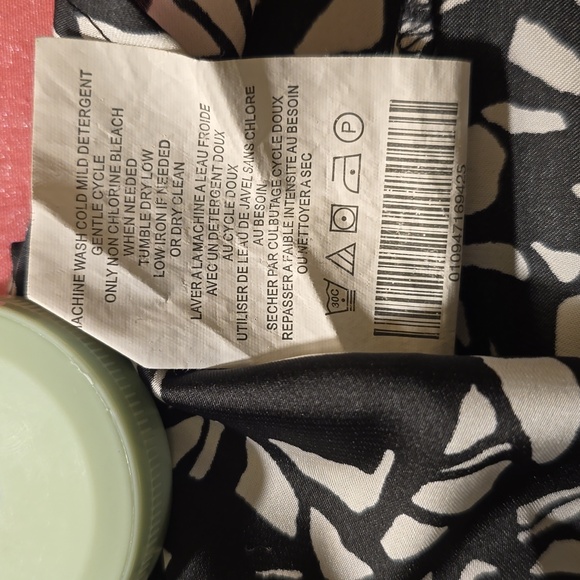 MACHINE WASH COLD MILD DETERGENT
GENTLE CYCLE
ONLY NON CHLORINE BLEACH
WHEN NEEDED
TUMBLE DRY LOW
LOW IRON IF NEEDED
OR DRY CLEAN
LAVER A LA MACHINE A L EAU FROIDE
AVEC UN DETERGENT DOUX
AU CYCLE DOUX
UTILISER DE L'EAU DE JAVEL SANS CHLORE
AU BESOIN
SECHER PAR CULBUTAGE CYCLE DOUX
REPASSER A FAIBLE INTENSITE AU BESOIN
OU NETTOYER A SEC
30C
P
010947169425